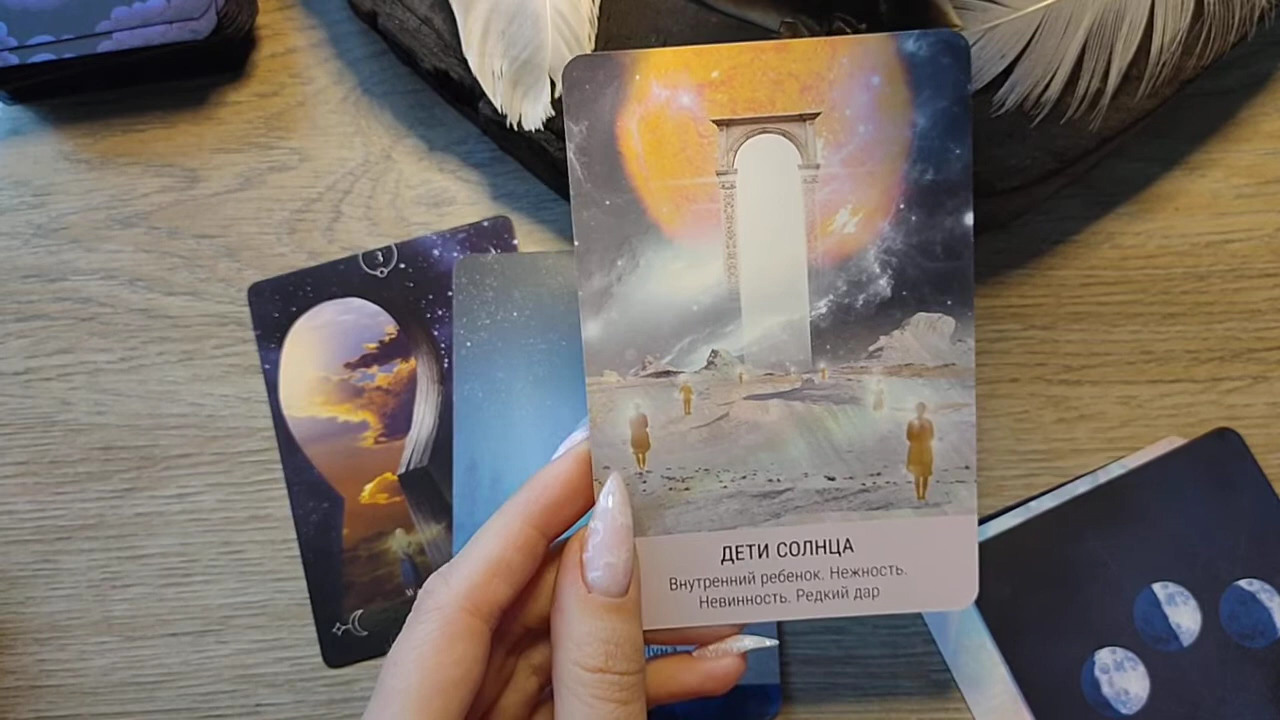 ДЕТИ СОЛНЦА
Внутренний ребенок. Нежность.
Невинность. Редкий дар